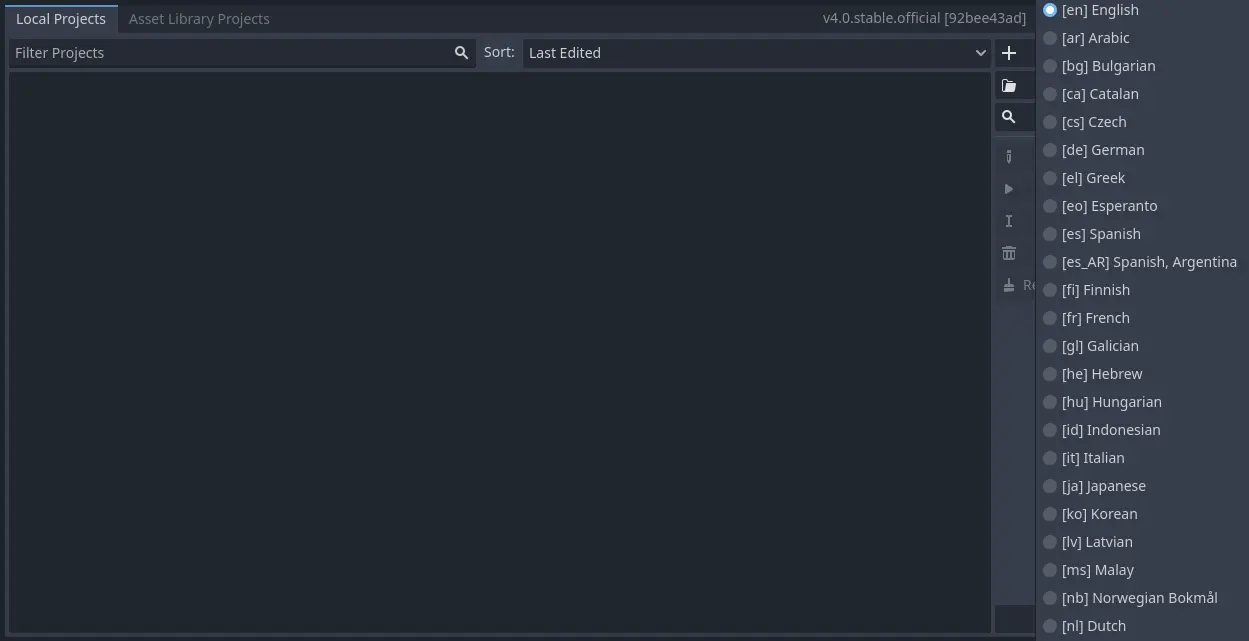 Local Projects Asset Library Projects v4.0.stable.official [92bee43ad]
Filter Projects Sort: Last Edited
Re
[en] English
[ar] Arabic
[bg] Bulgarian
[ca] Catalan
[cs] Czech
[de] German
[el] Greek
[eo] Esperanto
[es] Spanish
[es_AR] Spanish, Argentina
[fi] Finnish
[fr] French
[gl] Galician
[he] Hebrew
[hu] Hungarian
[id] Indonesian
[it] Italian
[ja] Japanese
[ko] Korean
[lv] Latvian
[ms] Malay
[nb] Norwegian Bokmål
[nl] Dutch